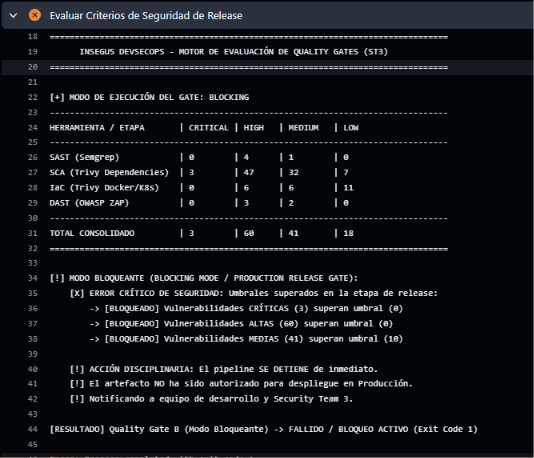 Evaluar Criterios de Seguridad de Release
18 ================================================================================
19 INSEGUS DEVSECOPS - MOTOR DE EVALUACIÓN DE QUALITY GATES (ST3)
20 ================================================================================
21
22 [+] MODO DE EJECUCIÓN DEL GATE: BLOCKING
23 --------------------------------------------------------------------------------
24 HERRAMIENTA / ETAPA | CRITICAL | HIGH | MEDIUM | LOW
25 --------------------------------------------------------------------------------
26 SAST (Semgrep) | 0 | 4 | 1 | 0
27 SCA (Trivy Dependencies) | 3 | 47 | 32 | 7
28 IaC (Trivy Docker/K8s) | 0 | 6 | 6 | 11
29 DAST (OWASP ZAP) | 0 | 3 | 2 | 0
30 --------------------------------------------------------------------------------
31 TOTAL CONSOLIDADO | 3 | 60 | 41 | 18
32 ================================================================================
33
34 [!] MODO BLOQUEANTE (BLOCKING MODE / PRODUCTION RELEASE GATE):
35 [X] ERROR CRÍTICO DE SEGURIDAD: Umbrales superados en la etapa de release:
36 -> [BLOQUEADO] Vulnerabilidades CRÍTICAS (3) superan umbral (0)
37 -> [BLOQUEADO] Vulnerabilidades ALTAS (60) superan umbral (0)
38 -> [BLOQUEADO] Vulnerabilidades MEDIAS (41) superan umbral (10)
39
40 [!] ACCIÓN DISCIPLINARIA: El pipeline SE DETIENE de inmediato.
41 [!] El artefacto NO ha sido autorizado para despliegue en Producción.
42 [!] Notificando a equipo de desarrollo y Security Team 3.
43
44 [RESULTADO] Quality Gate B (Modo Bloqueante) -> FALLIDO / BLOQUEO ACTIVO (Exit Code 1)
45